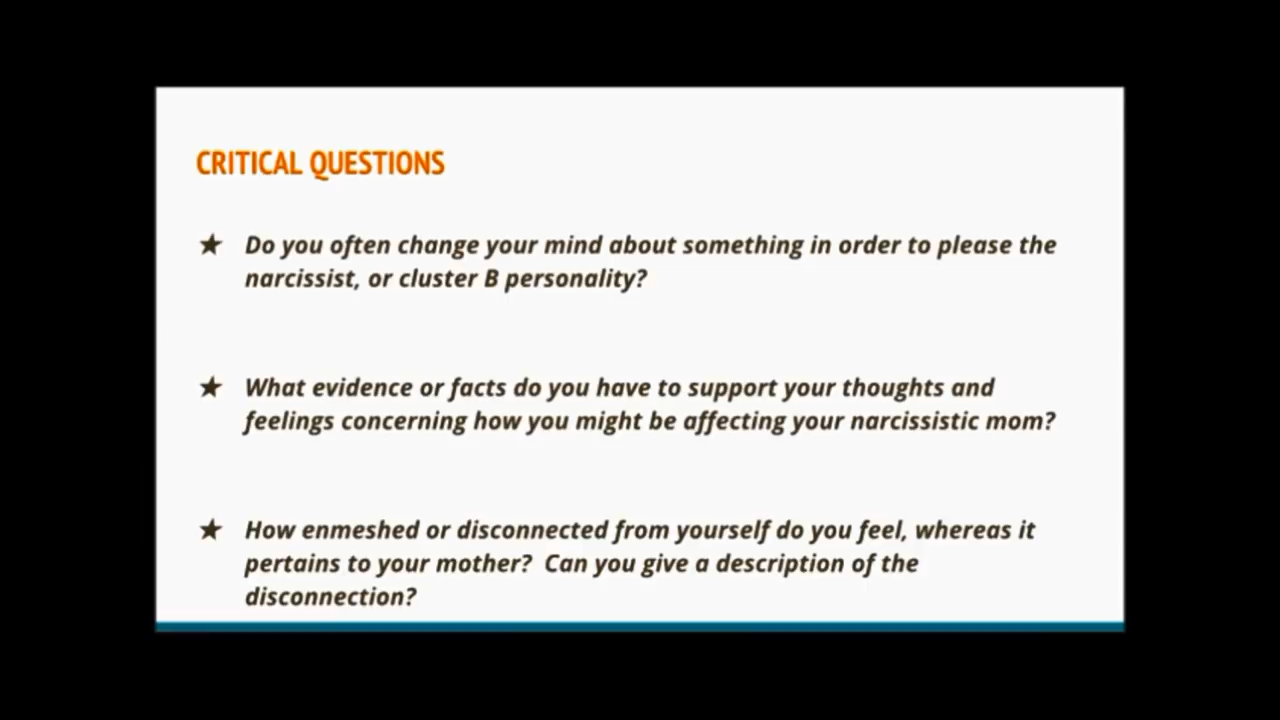 CRITICAL QUESTIONS
★ Do you often change your mind about something in order to please the
narcissist, or cluster B personality?
★ What evidence or facts do you have to support your thoughts and
feelings concerning how you might be affecting your narcissistic mom?
★ How enmeshed or disconnected from yourself do you feel, whereas it
pertains to your mother?  Can you give a description of the
disconnection?